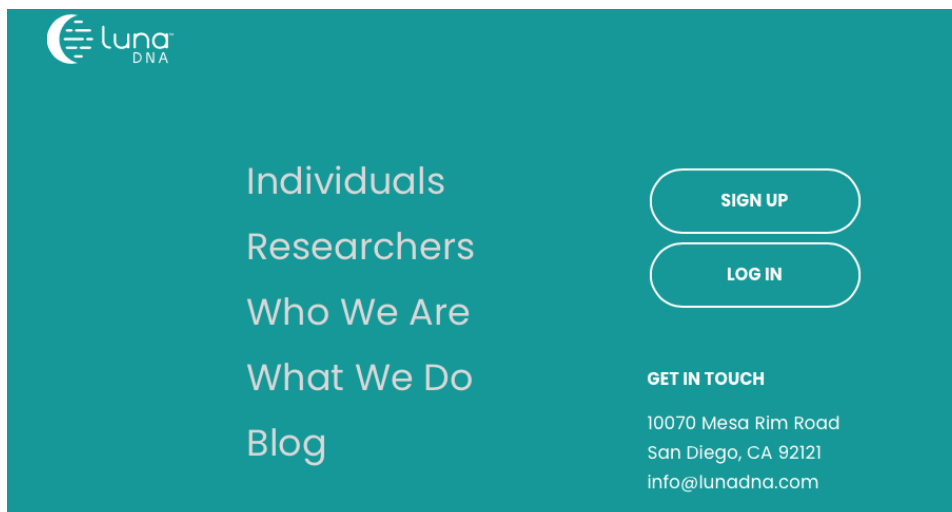 luna™
DNA
Individuals
Researchers
Who We Are
What We Do
Blog
SIGN UP
LOG IN
GET IN TOUCH
10070 Mesa Rim Road
San Diego, CA 92121
info@lunadna.com